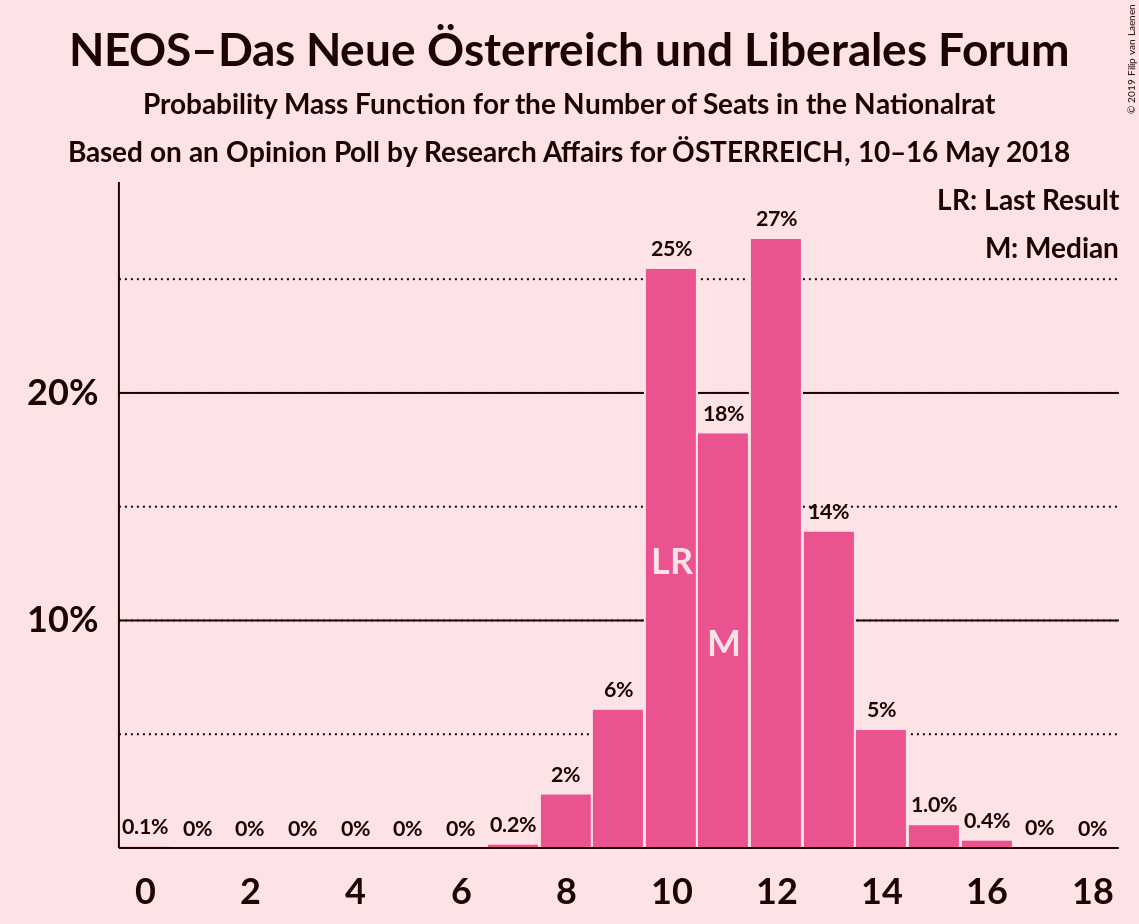 NEOS–Das Neue Österreich und Liberales Forum
Probability Mass Function for the Number of Seats in the Nationalrat
Based on an Opinion Poll by Research Affairs for ÖSTERREICH, 10–16 May 2018
© 2019 Filip van Laenen
LR: Last Result
M: Median
27%
25%
20%
18%
14%
LR
10%
M
6%
5%
2%
0.1% 0% 0% 0% 0% 0% 0% 0.2% 1.0% 0.4% 0% 0%
0 2 4 6 8 10 12 14 16 18